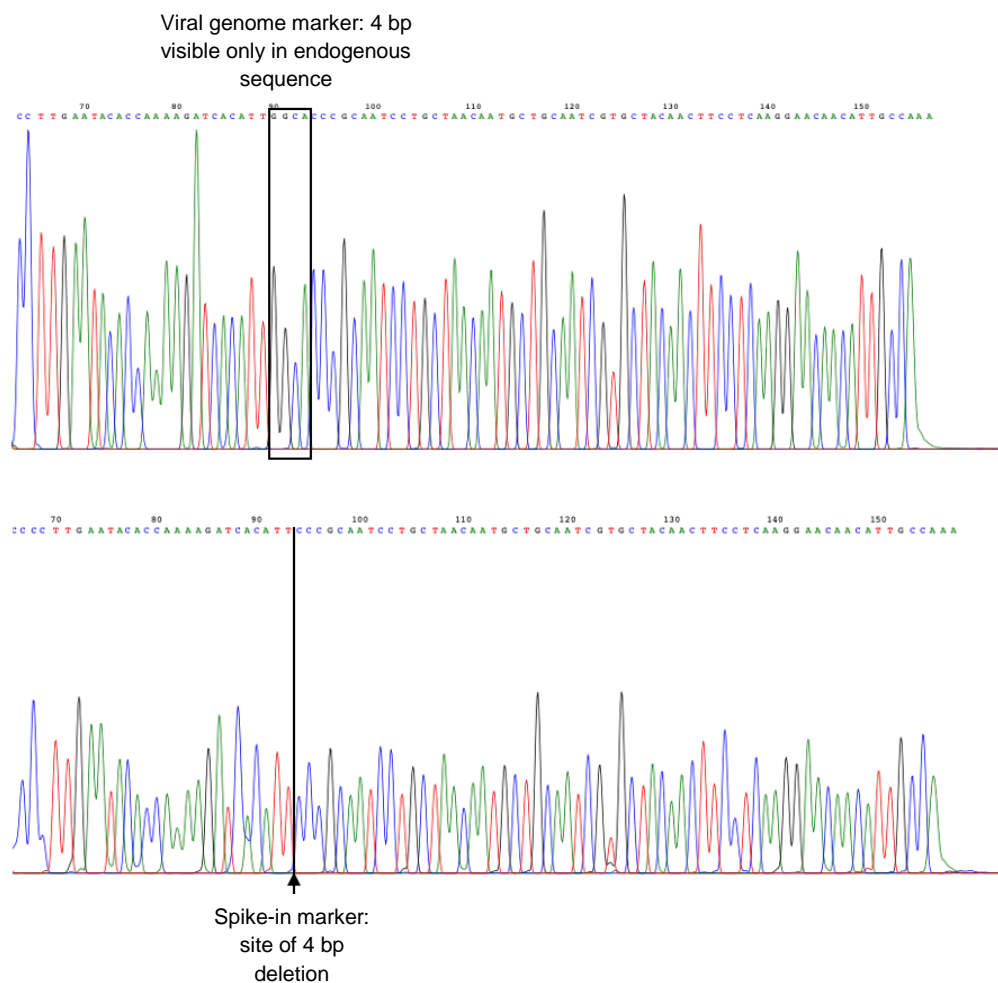 Viral genome marker: 4 bp
visible only in endogenous
sequence
70 80 90 100 110 120 130 140 150
CCTTGAATACACCAAAAGATCACATTGGCACCCGCAATCCTGCTAACAATGCTGCAATCGTGCTACAACTTCCTCAAGGAACAACATTGCCAAA
70 80 90 100 110 120 130 140 150
CCCTTGAATACACCAAAAGATCACATTCCCGCAATCCTGCTAACAATGCTGCAATCGTGCTACAACTTCCTCAAGGAACAACATTGCCAAA
Spike-in marker:
site of 4 bp
deletion